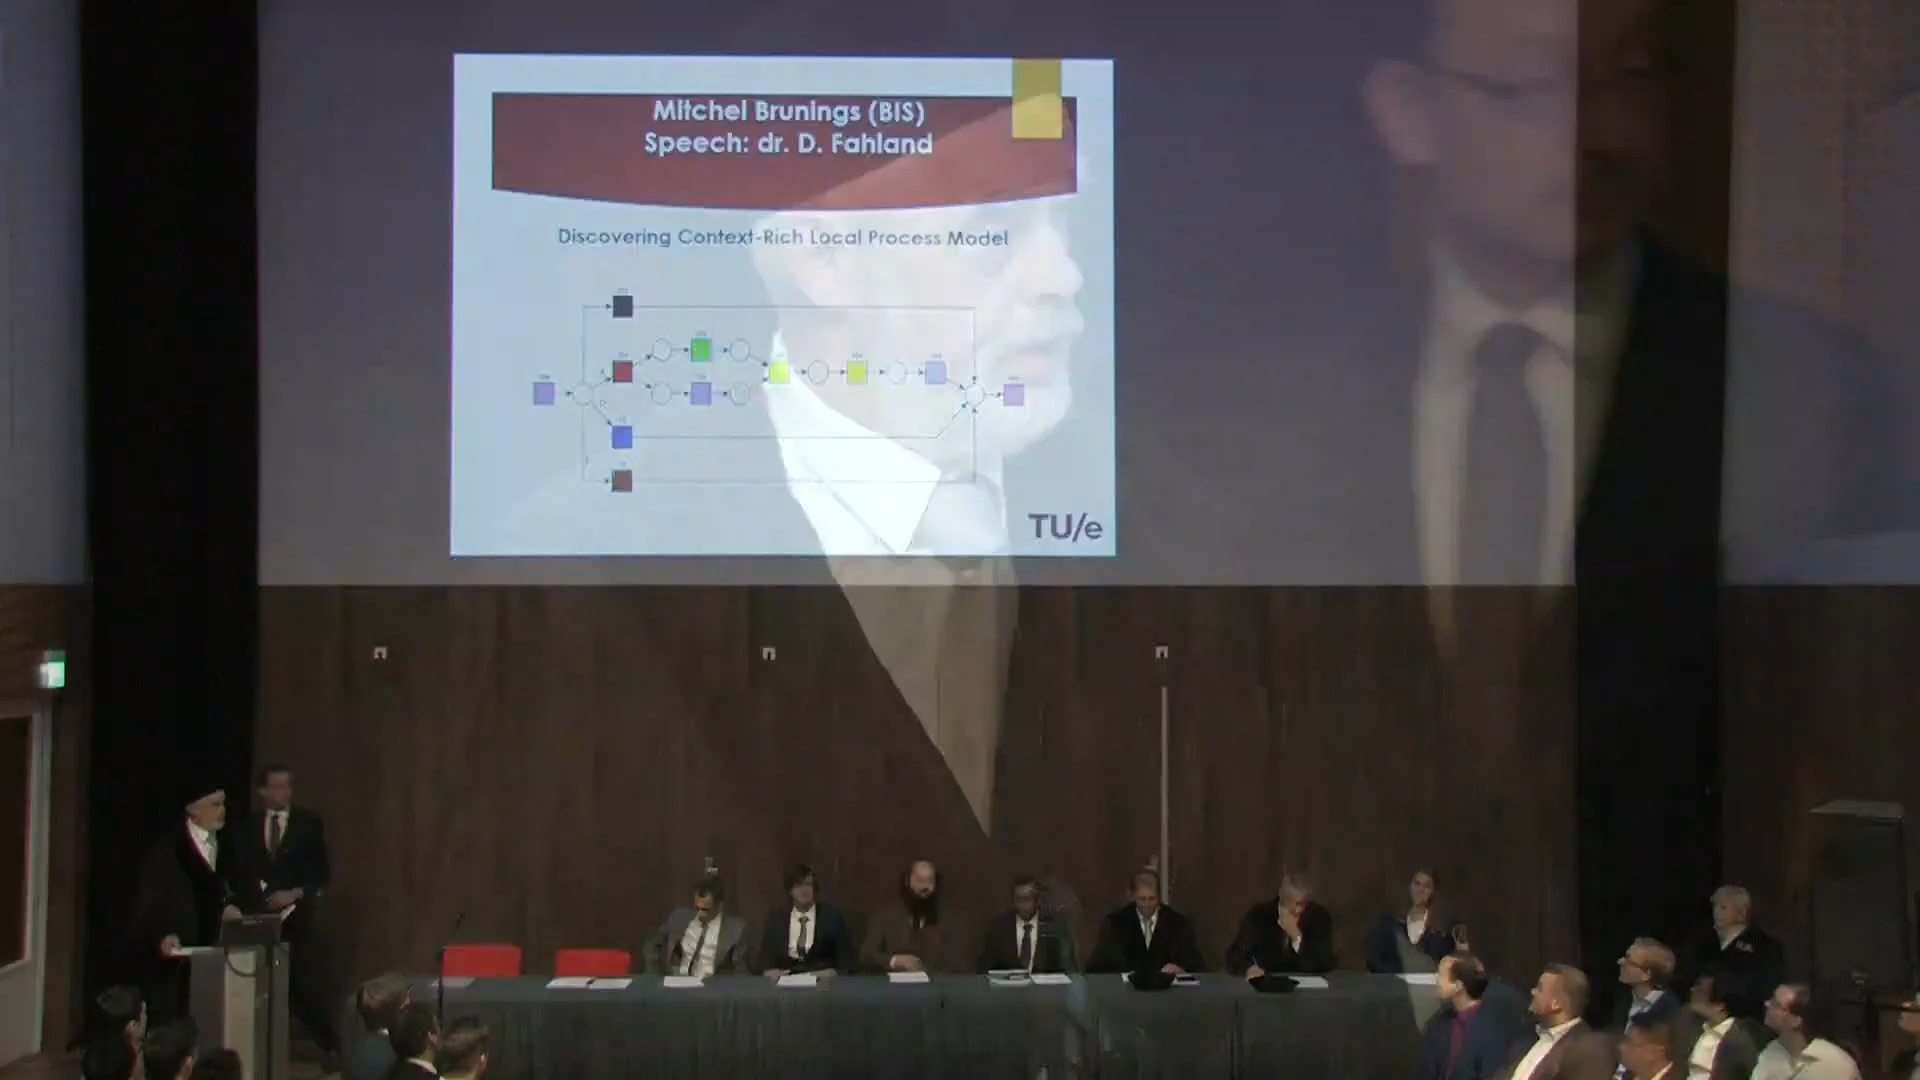 Mitchel Brunings (BIS)
Speech: dr. D. Fahland
Discovering Context-Rich Local Process Model
TU/e